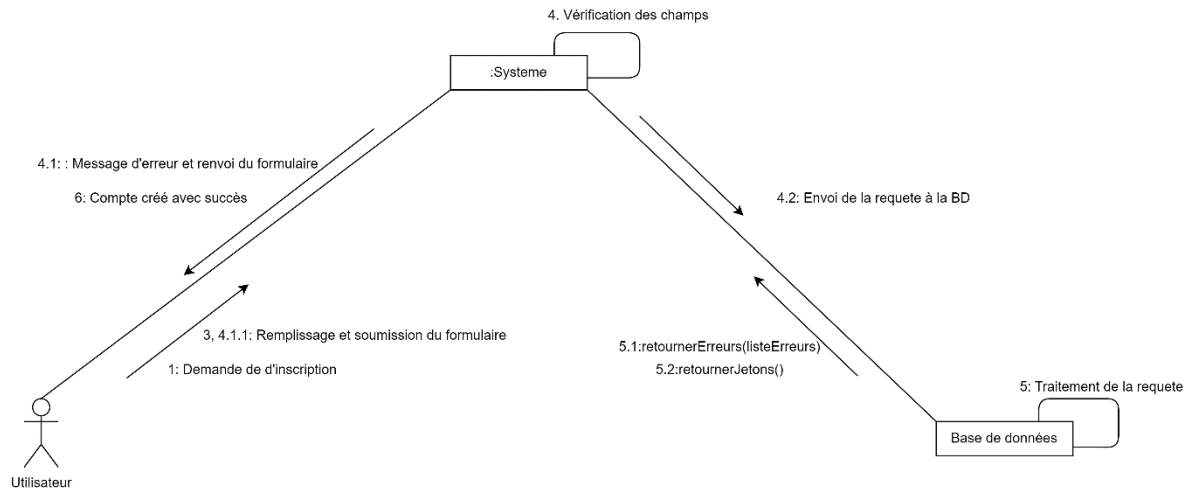 4. Vérification des champs
:Systeme
4.1: : Message d'erreur et renvoi du formulaire
6: Compte créé avec succès
4.2: Envoi de la requete à la BD
3, 4.1.1: Remplissage et soumission du formulaire
1: Demande de d'inscription
5.1:retournerErreurs(listeErreurs)
5.2:retournerJetons()
5: Traitement de la requete
Base de données
Utilisateur